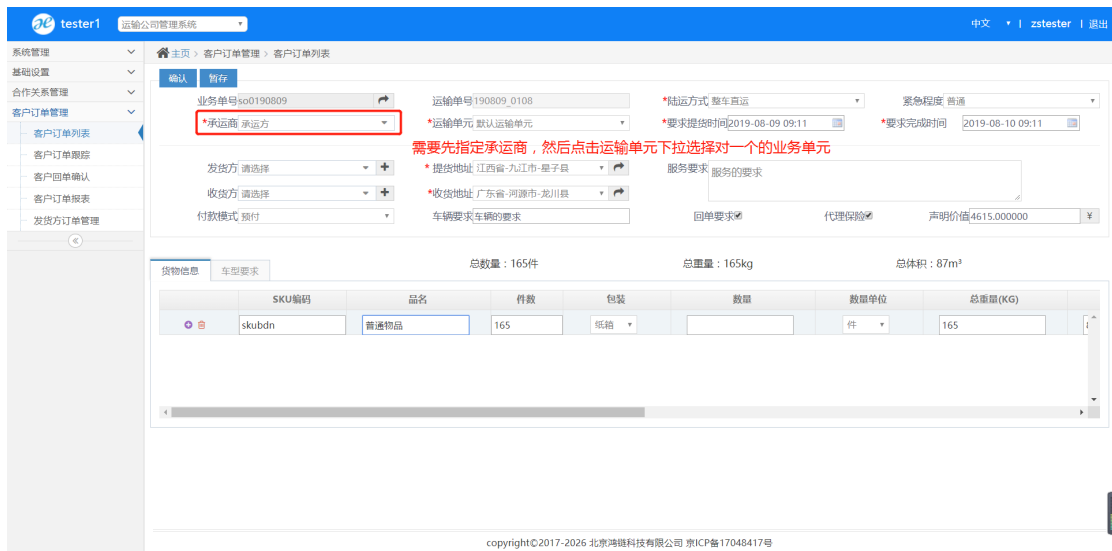 tester1 运输公司管理系统 中文 | zstester | 退出
系统管理
基础设置
合作关系管理
客户订单管理
客户订单列表
客户订单跟踪
客户回单确认
客户订单报表
发货方订单管理
主页 > 客户订单管理 > 客户订单列表
确认 暂存
业务单号 so0190809 运输单号 190809_0108 *陆运方式 整车直运 紧急程度 普通
*承运商 承运方 *运输单元 默认运输单元 *要求提货时间 2019-08-09 09:11 *要求完成时间 2019-08-10 09:11
需要先指定承运商，然后点击运输单元下拉选择对一个的业务单元
发货方 请选择 * 提货地址 江西省-九江市-星子县 服务要求 服务的要求
收货方 请选择 *收货地址 广东省-河源市-龙川县
付款模式 预付 车辆要求 车辆的要求 回单要求 代理保险 声明价值 4615.000000 ¥
货物信息 车型要求 总数量：165件 总重量：165kg 总体积：87m³
SKU编码 品名 件数 包装 数量 数量单位 总重量(KG)
skubdn 普通物品 165 纸箱 件 165
copyright©2017-2026 北京鸿链科技有限公司 京ICP备17048417号